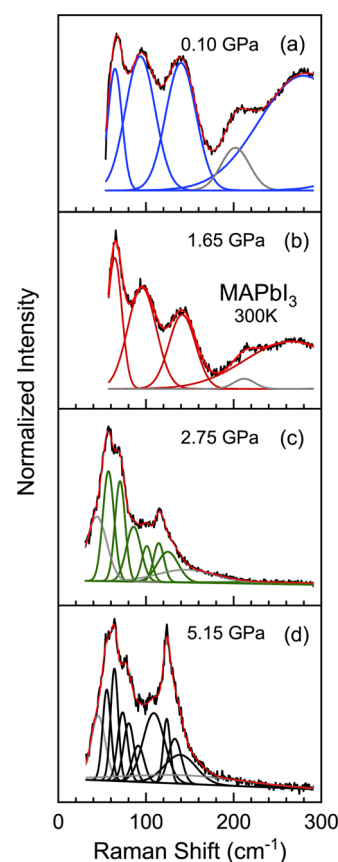 0.10 GPa (a)
1.65 GPa (b)
MAPbI₃
300K
2.75 GPa (c)
5.15 GPa (d)
Normalized Intensity
0 100 200 300
Raman Shift (cm⁻¹)